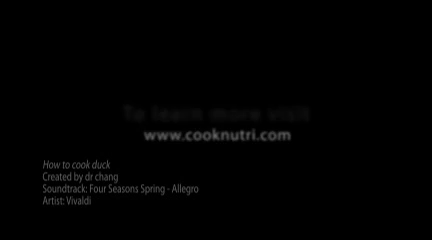 To learn more visit
www.cooknutri.com
How to cook duck
Created by dr chang
Soundtrack: Four Seasons Spring - Allegro
Artist: Vivaldi